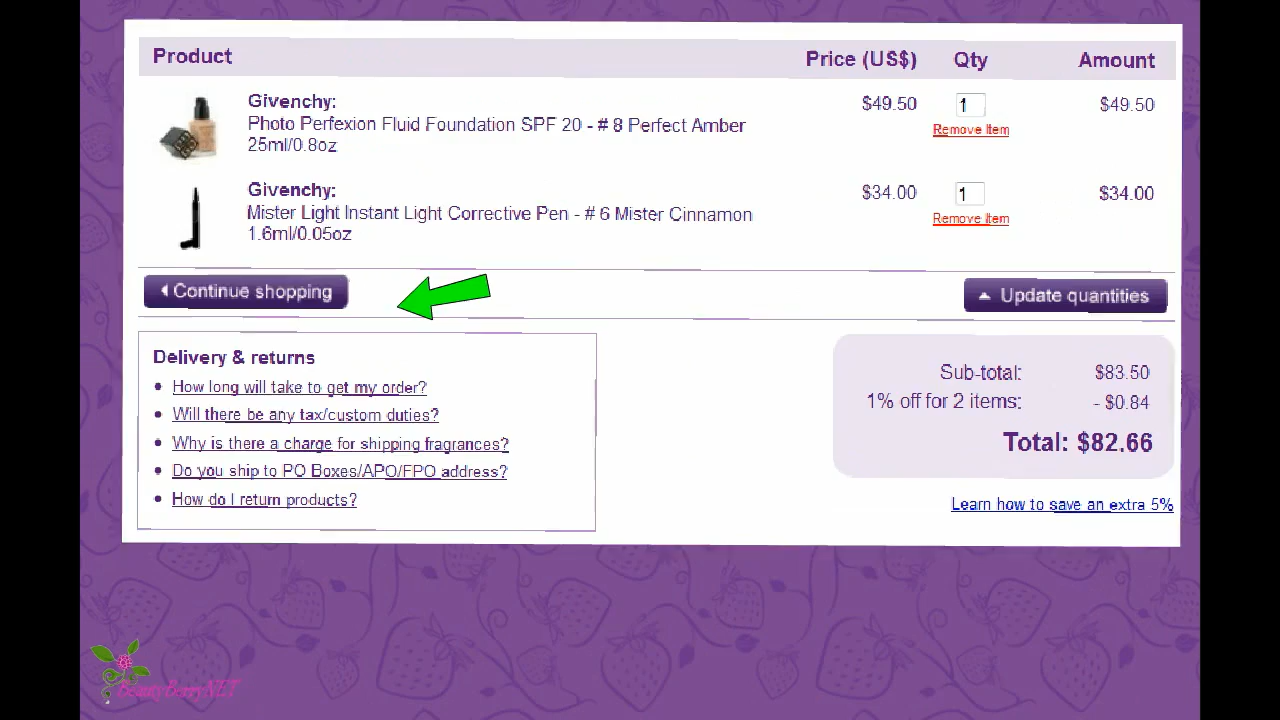 Product Price (US$) Qty Amount
Givenchy: $49.50 1 $49.50
Photo Perfexion Fluid Foundation SPF 20 - # 8 Perfect Amber
Remove Item
25ml/0.8oz
Givenchy: $34.00 1 $34.00
Mister Light Instant Light Corrective Pen - # 6 Mister Cinnamon
Remove Item
1.6ml/0.05oz
Continue shopping
Update quantities
Delivery & returns
How long will take to get my order?
Will there be any tax/custom duties?
Why is there a charge for shipping fragrances?
Do you ship to PO Boxes/APO/FPO address?
How do I return products?
Sub-total: $83.50
1% off for 2 items: - $0.84
Total: $82.66
Learn how to save an extra 5%
BeautyBerry.NET